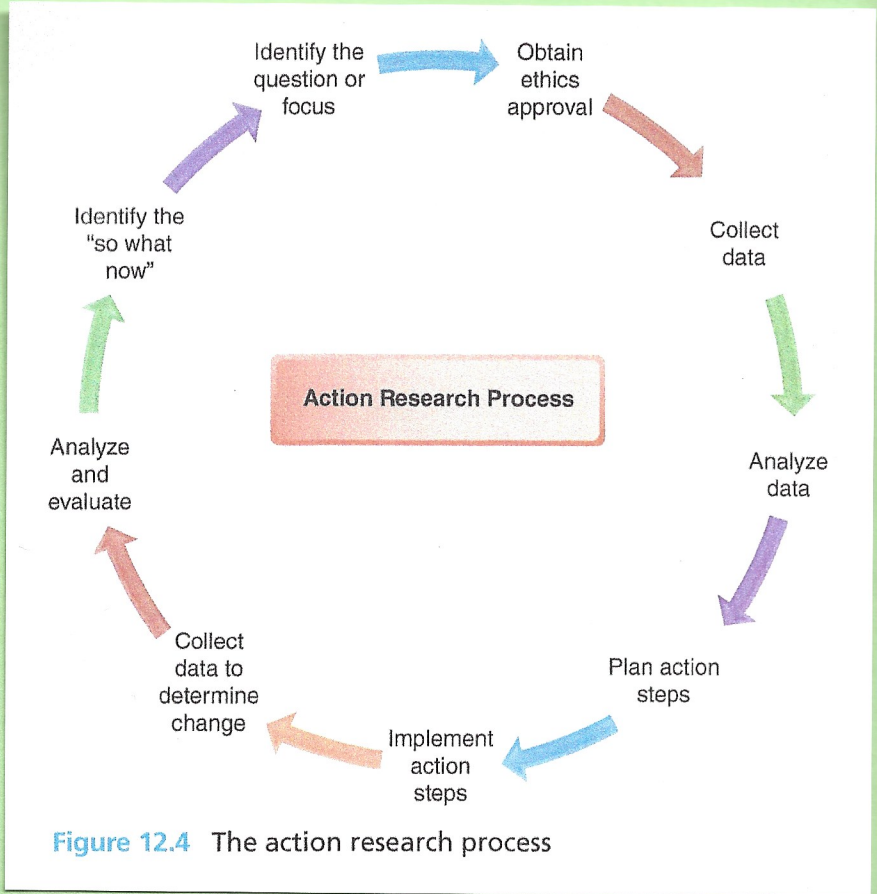 Identify the
question or
focus
Obtain
ethics
approval
Collect
data
Analyze
data
Plan action
steps
Implement
action
steps
Collect
data to
determine
change
Analyze
and
evaluate
Identify the
“so what
now”
Action Research Process
Figure 12.4 The action research process